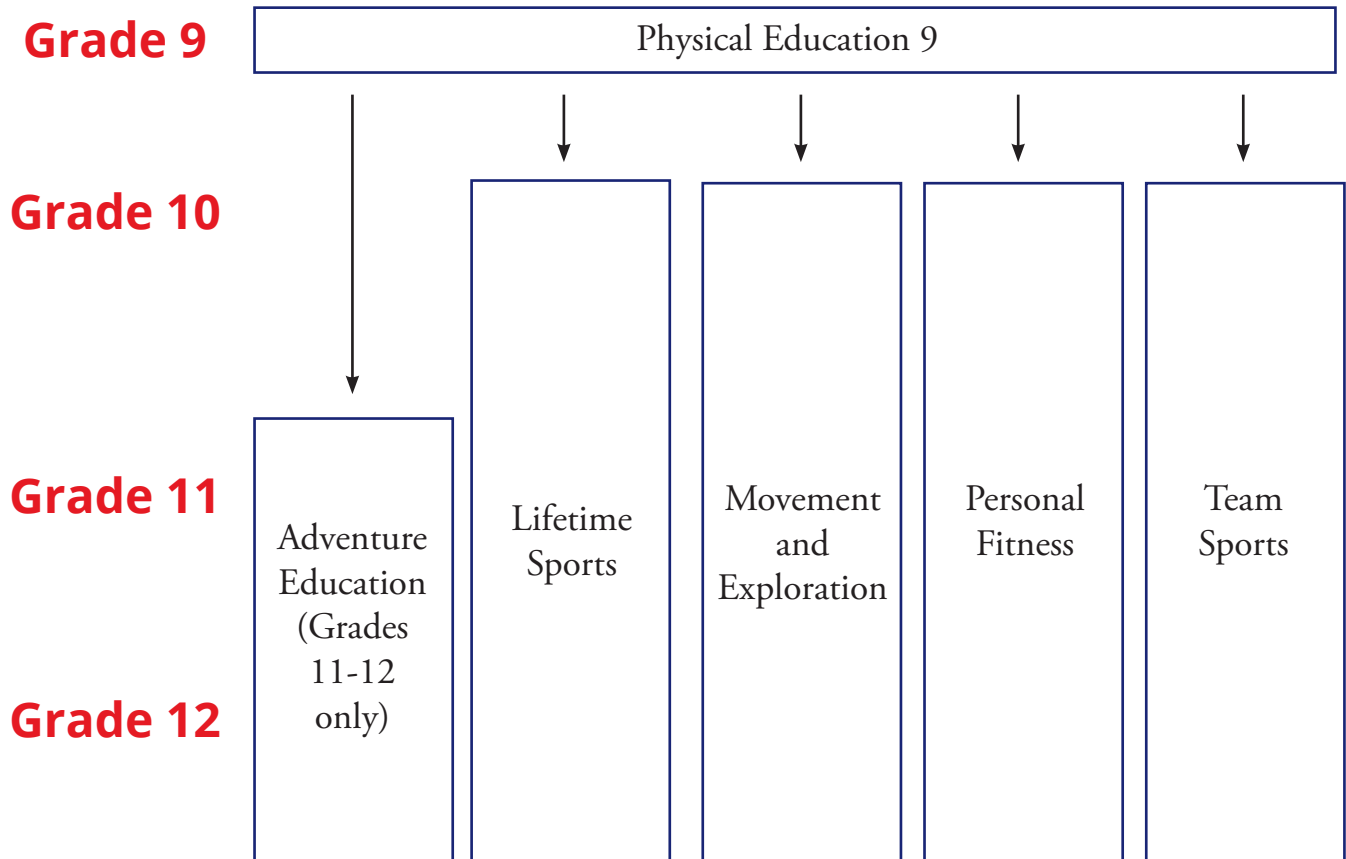 Grade 9
Physical Education 9
Grade 10
Grade 11
Grade 12
Adventure
Education
(Grades
11-12
only)
Lifetime
Sports
Movement
and
Exploration
Personal
Fitness
Team
Sports